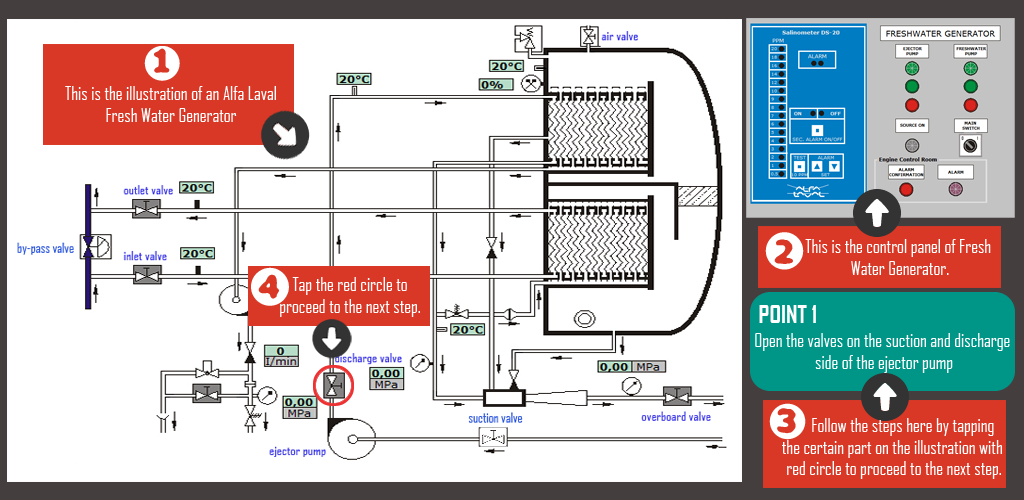 1
This is the illustration of an Alfa Laval
Fresh Water Generator
20°C
20°C
0%
air valve
outlet valve
20°C
by-pass valve
inlet valve
20°C
4
Tap the red circle to
proceed to the next step.
0
l/min
discharge valve
0,00
MPa
0,00
MPa
20°C
0,00 MPa
suction valve
overboard valve
ejector pump
Salinometer DS-20
PPM
20
ALARM
ON
OFF
SEC. ALARM ON/OFF
TEST
ALARM
SET
ALFA
LAVAL
FRESHWATER GENERATOR
EJECTOR
PUMP
FRESHWATER
PUMP
SOURCE ON
MAIN
SWITCH
Engine Control Room
ALARM
CONFIRMATION
ALARM
2
This is the control panel of Fresh
Water Generator.
POINT 1
Open the valves on the suction and discharge
side of the ejector pump
3
Follow the steps here by tapping
the certain part on the illustration with
red circle to proceed to the next step.